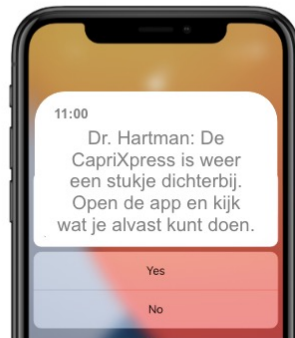 11:00
Dr. Hartman: De
CapriXpress is weer
een stukje dichterbij.
Open de app en kijk
wat je alvast kunt doen.
Yes
No